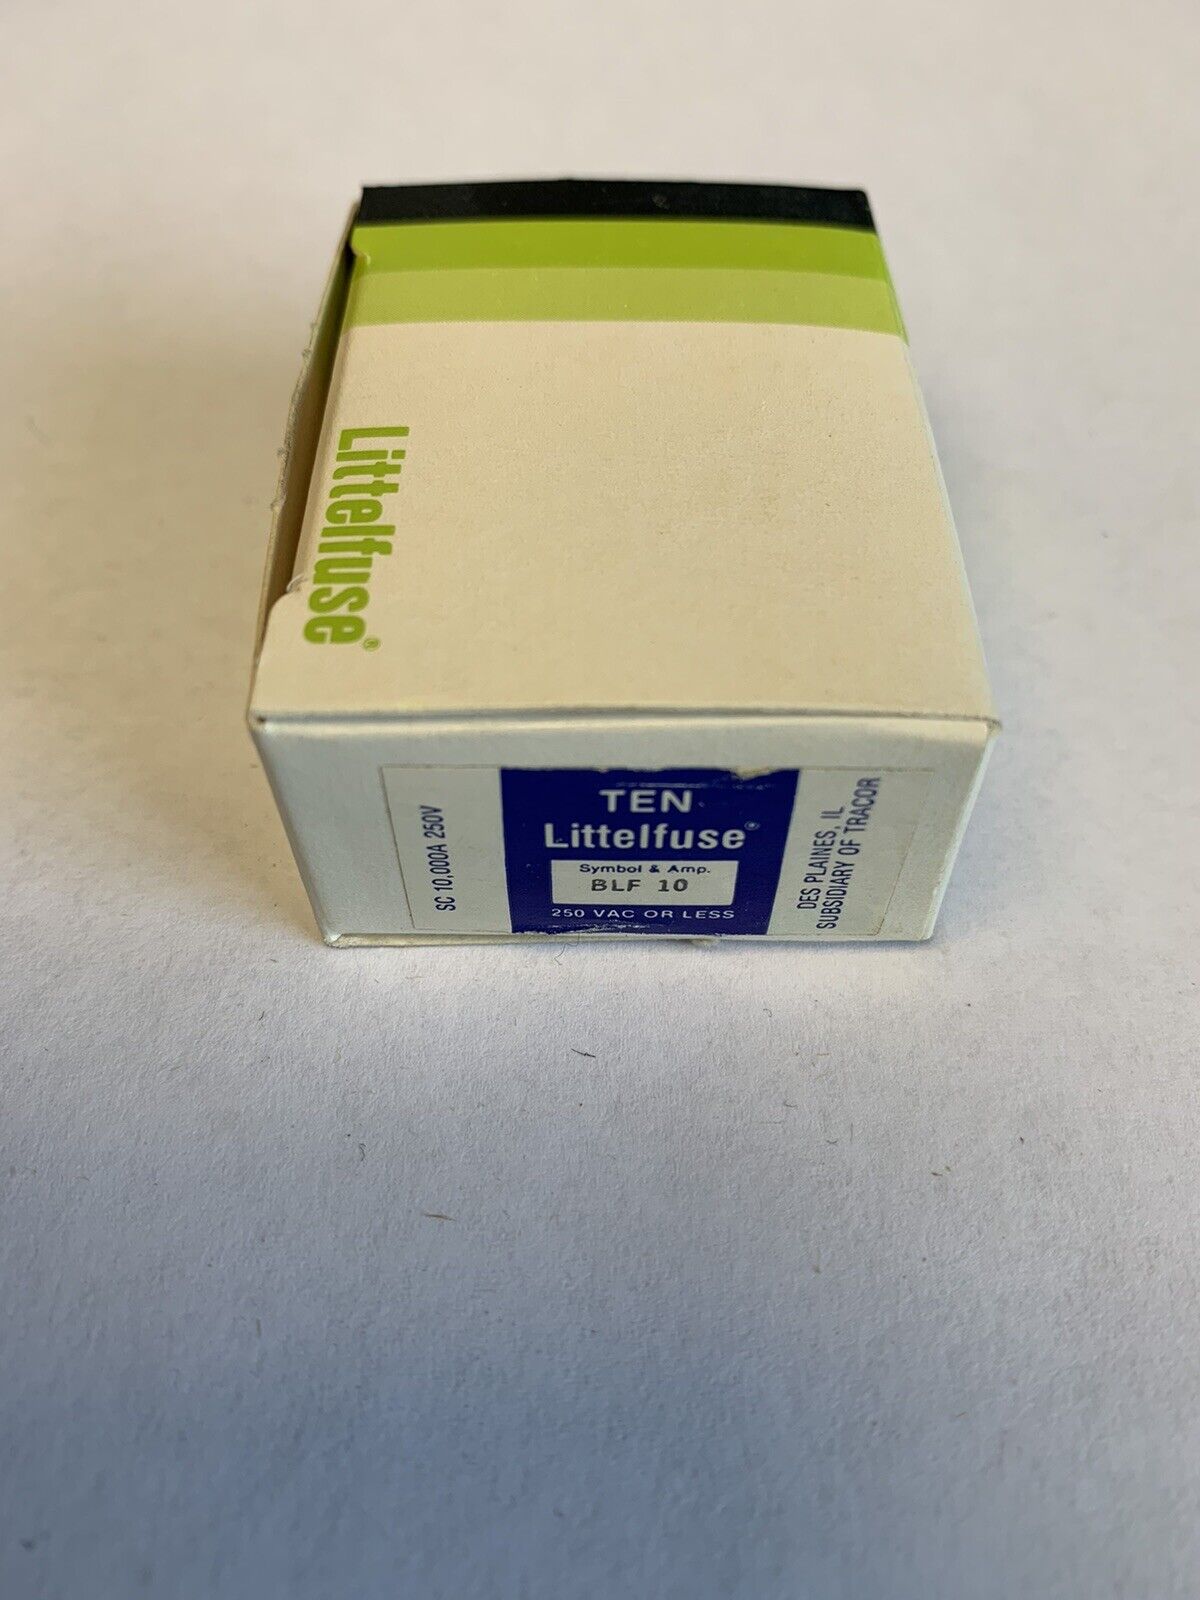 Littelfuse®
SC 10,000A 250V
TEN
Littelfuse®
Symbol & Amp.
BLF 10
250 VAC OR LESS
DES PLAINES, IL
SUBSIDIARY OF TRACOR